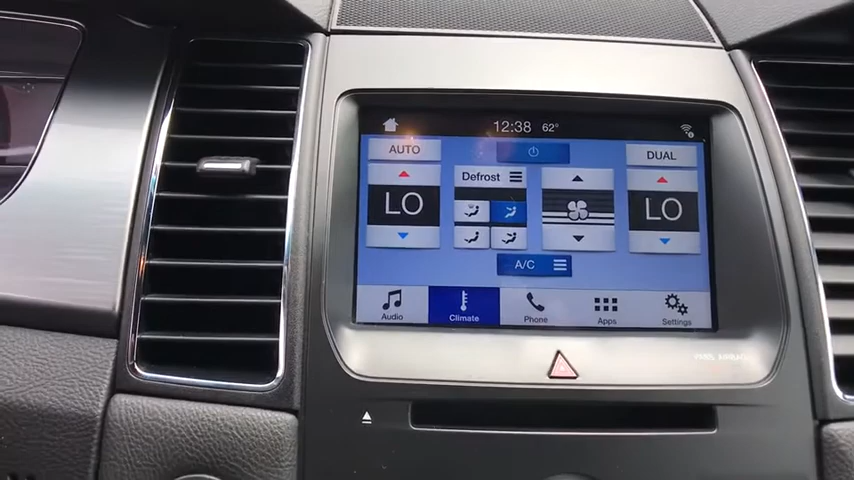 12:38 62°
AUTO
DUAL
Defrost
LO
LO
A/C
Audio
Climate
Phone
Apps
Settings